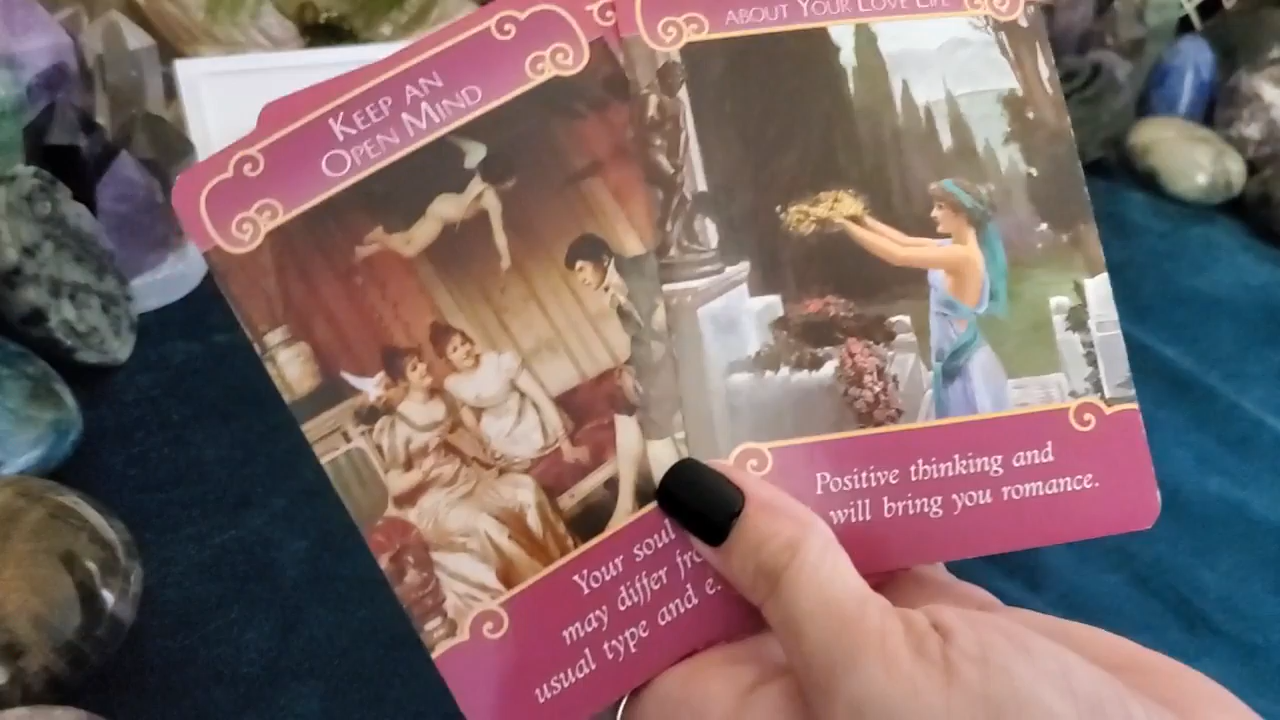 KEEP AN
OPEN MIND
Your soul
may differ
usual type and
ABOUT YOUR LOVE LIFE
Positive thinking and
will bring you romance.